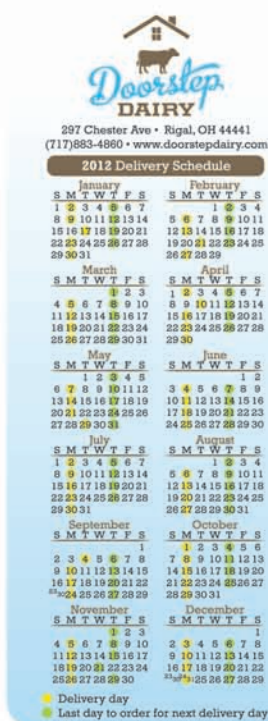 Doorstep
DAIRY
297 Chester Ave • Rigal, OH 44441
(717)883-4860 • www.doorstepdairy.com
2012 Delivery Schedule
January
S M T W T F S
1 2 3 4 5 6 7
8 9 10 11 12 13 14
15 16 17 18 19 20 21
22 23 24 25 26 27 28
29 30 31
February
S M T W T F S
1 2 3 4
5 6 7 8 9 10 11
12 13 14 15 16 17 18
19 20 21 22 23 24 25
26 27 28 29
March
S M T W T F S
1 2 3
4 5 6 7 8 9 10
11 12 13 14 15 16 17
18 19 20 21 22 23 24
25 26 27 28 29 30 31
April
S M T W T F S
1 2 3 4 5 6 7
8 9 10 11 12 13 14
15 16 17 18 19 20 21
22 23 24 25 26 27 28
29 30
May
S M T W T F S
1 2 3 4 5
6 7 8 9 10 11 12
13 14 15 16 17 18 19
20 21 22 23 24 25 26
27 28 29 30 31
June
S M T W T F S
1 2
3 4 5 6 7 8 9
10 11 12 13 14 15 16
17 18 19 20 21 22 23
24 25 26 27 28 29 30
July
S M T W T F S
1 2 3 4 5 6 7
8 9 10 11 12 13 14
15 16 17 18 19 20 21
22 23 24 25 26 27 28
29 30 31
August
S M T W T F S
1 2 3 4
5 6 7 8 9 10 11
12 13 14 15 16 17 18
19 20 21 22 23 24 25
26 27 28 29 30 31
September
S M T W T F S
1
2 3 4 5 6 7 8
9 10 11 12 13 14 15
16 17 18 19 20 21 22
23/30 24 25 26 27 28 29
October
S M T W T F S
1 2 3 4 5 6
7 8 9 10 11 12 13
14 15 16 17 18 19 20
21 22 23 24 25 26 27
28 29 30 31
November
S M T W T F S
1 2 3
4 5 6 7 8 9 10
11 12 13 14 15 16 17
18 19 20 21 22 23 24
25 26 27 28 29 30
December
S M T W T F S
1
2 3 4 5 6 7 8
9 10 11 12 13 14 15
16 17 18 19 20 21 22
23/30 24/31 25 26 27 28 29
Delivery day
Last day to order for next delivery day